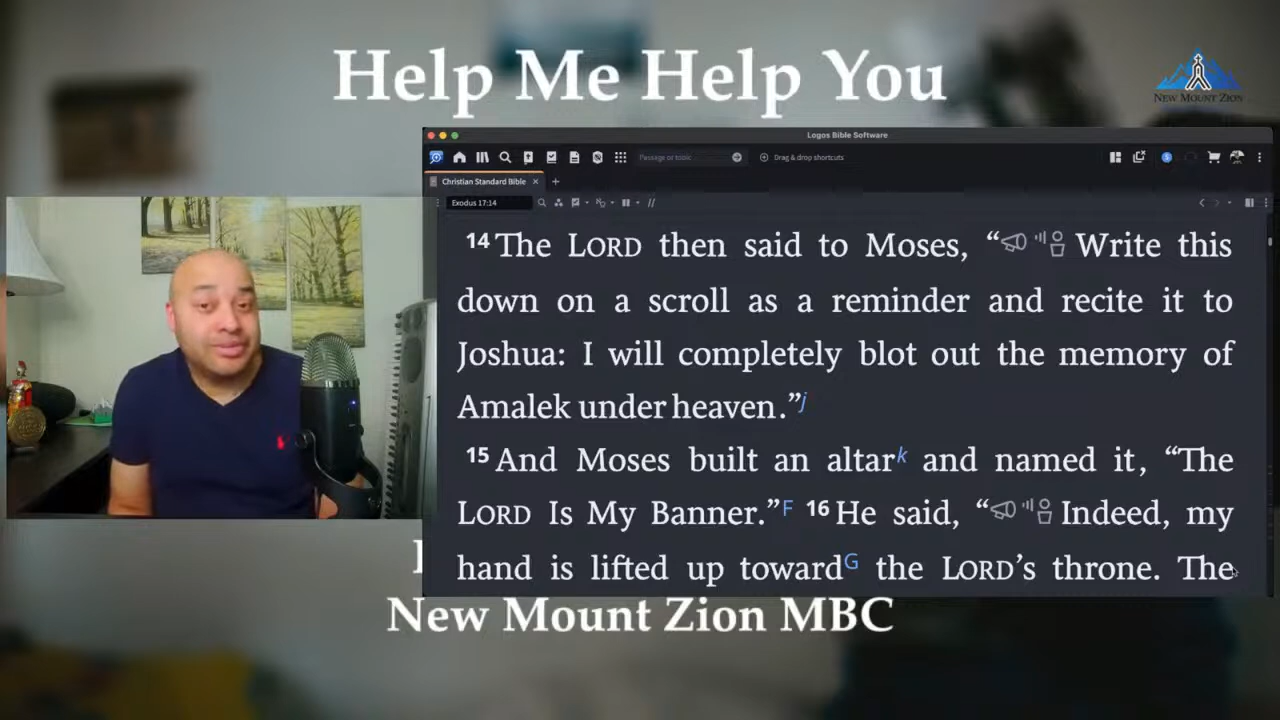 Help Me Help You
NEW MOUNT ZION
Logos Bible Software
Passage or topic
Drag & drop shortcuts
Christian Standard Bible
Exodus 17:14
14 The LORD then said to Moses, “Write this
down on a scroll as a reminder and recite it to
Joshua: I will completely blot out the memory of
Amalek under heaven.”j
15 And Moses built an altark and named it, “The
LORD Is My Banner.”F 16 He said, “Indeed, my
hand is lifted up towardG the LORD’s throne. The
New Mount Zion MBC